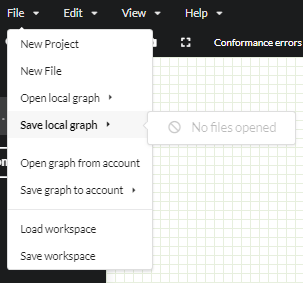 File Edit View Help
Conformance errors
New Project
New File
Open local graph
Save local graph
No files opened
Open graph from account
Save graph to account
Load workspace
Save workspace